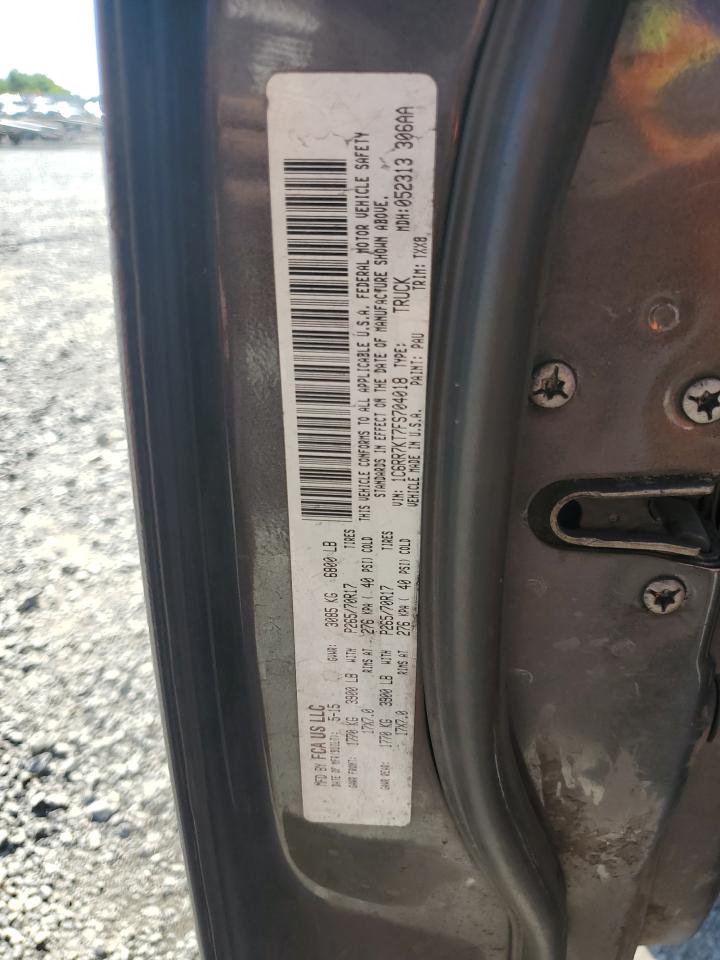 MFD BY FCA US LLC
DATE OF MFR: 5-15 GVWR: 3085 KG 6800 LB
GAWR FRONT: 1770 KG 3900 LB WITH P265/70R17 TIRES
17X7.0 RIMS AT 276 KPA ( 40 PSI) COLD
GAWR REAR: 1770 KG 3900 LB WITH P265/70R17 TIRES
17X7.0 RIMS AT 276 KPA ( 40 PSI) COLD
THIS VEHICLE CONFORMS TO ALL APPLICABLE U.S.A. FEDERAL MOTOR VEHICLE SAFETY
STANDARDS IN EFFECT ON THE DATE OF MANUFACTURE SHOWN ABOVE.
VIN: 1C6RR7KT7FS704018 TYPE: TRUCK MDH: 052313 306AA
VEHICLE MADE IN U.S.A. PAINT: PAU TRIM: TXX8